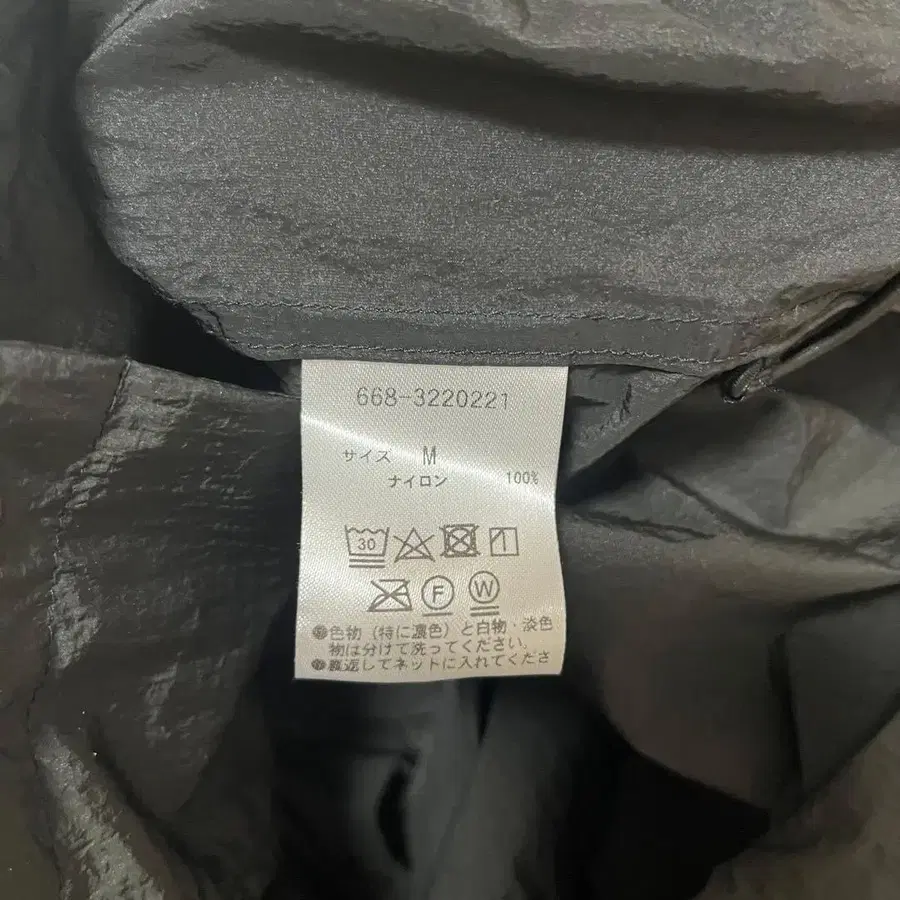 668-3220221
サイズ M
ナイロン 100%
30
F W
●色物（特に濃色）と白物・淡色
物は分けて洗ってください。
●裏返してネットに入れてくださ